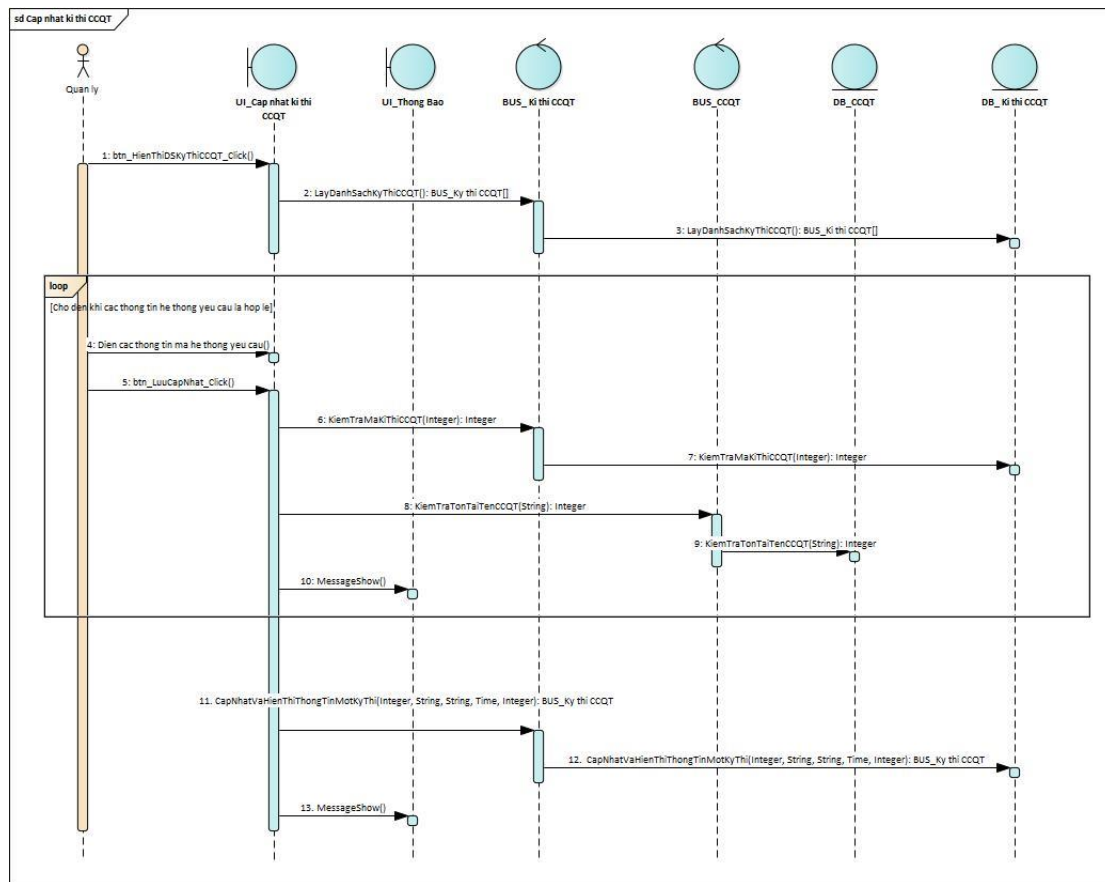 sd Cap nhat ki thi CCQT
Quan ly
UI_Cap nhat ki thi
CCQT
UI_Thong Bao
BUS_ Ki thi CCQT
BUS_CCQT
DB_CCQT
DB_ Ki thi CCQT
1: btn_HienThiDSKyThiCCQT_Click()
2: LayDanhSachKyThiCCQT(): BUS_Ky thi CCQT[]
3: LayDanhSachKyThiCCQT(): BUS_Ki thi CCQT[]
loop
[Cho den khi cac thong tin he thong yeu cau la hop le]
4: Dien cac thong tin ma he thong yeu cau()
5: btn_LuuCapNhat_Click()
6: KiemTraMaKiThiCCQT(Integer): Integer
7: KiemTraMaKiThiCCQT(Integer): Integer
8: KiemTraTonTaiTenCCQT(String): Integer
9: KiemTraTonTaiTenCCQT(String): Integer
10: MessageShow()
11. CapNhatVaHienThiThongTinMotKyThi(Integer, String, String, Time, Integer): BUS_Ky thi CCQT
12. CapNhatVaHienThiThongTinMotKyThi(Integer, String, String, Time, Integer): BUS_Ky thi CCQT
13. MessageShow()